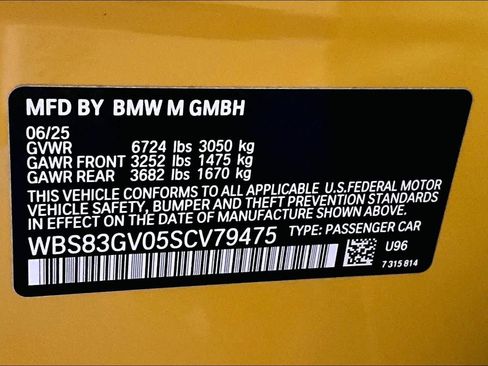 MFD BY BMW M GMBH
06/25
GVWR 6724 lbs 3050 kg
GAWR FRONT 3252 lbs 1475 kg
GAWR REAR 3682 lbs 1670 kg
THIS VEHICLE CONFORMS TO ALL APPLICABLE U.S.FEDERAL MOTOR
VEHICLE SAFETY, BUMPER AND THEFT PREVENTION STANDARDS
IN EFFECT ON THE DATE OF MANUFACTURE SHOWN ABOVE.
WBS83GV05SCV79475 TYPE: PASSENGER CAR
U96
7 315 814